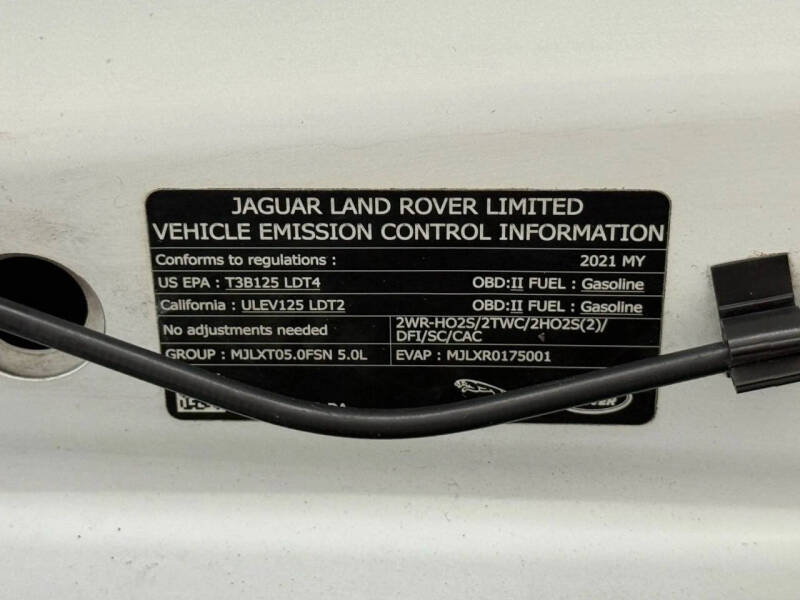 JAGUAR LAND ROVER LIMITED
VEHICLE EMISSION CONTROL INFORMATION
Conforms to regulations : 2021 MY
US EPA : T3B125 LDT4 OBD:II FUEL : Gasoline
California : ULEV125 LDT2 OBD:II FUEL : Gasoline
No adjustments needed 2WR-HO2S/2TWC/2HO2S(2)/
DFI/SC/CAC
GROUP : MJLXT05.0FSN 5.0L EVAP : MJLXR0175001